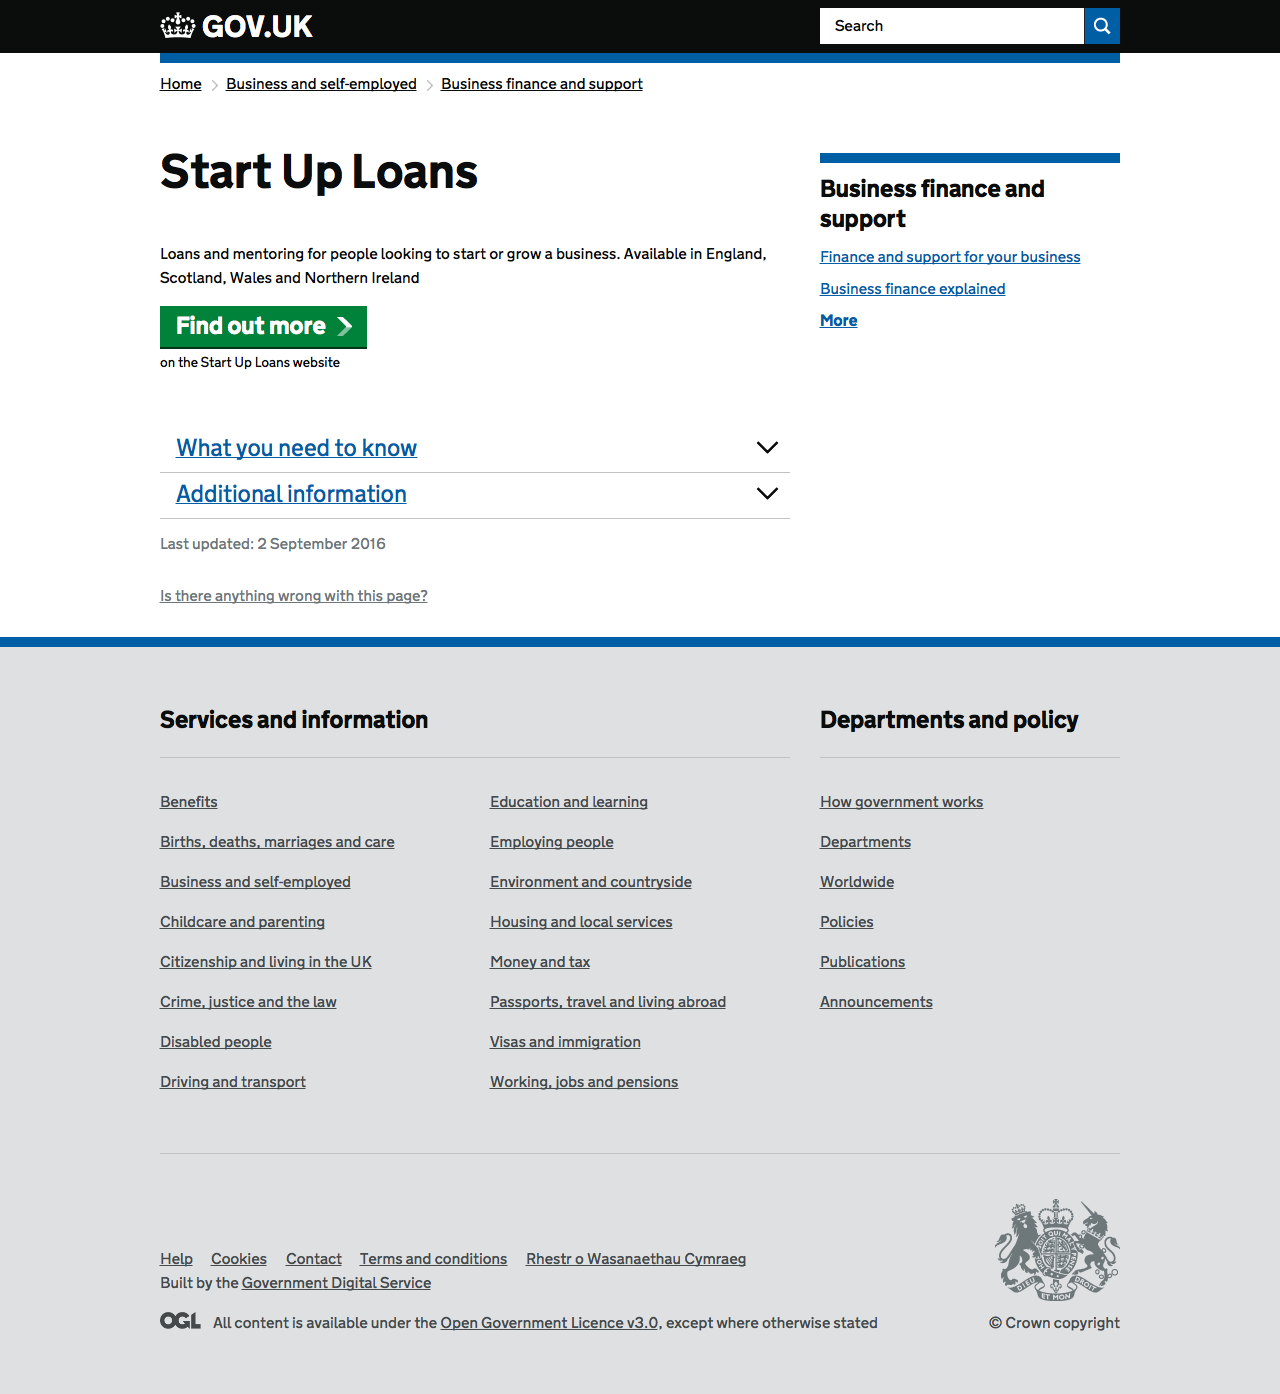 GOV.UK
Search
Home
Business and self-employed
Business finance and support
Start Up Loans
Loans and mentoring for people looking to start or grow a business. Available in England,
Scotland, Wales and Northern Ireland
Find out more
on the Start Up Loans website
What you need to know
Additional information
Last updated: 2 September 2016
Is there anything wrong with this page?
Business finance and
support
Finance and support for your business
Business finance explained
More
Services and information
Benefits
Births, deaths, marriages and care
Business and self-employed
Childcare and parenting
Citizenship and living in the UK
Crime, justice and the law
Disabled people
Driving and transport
Education and learning
Employing people
Environment and countryside
Housing and local services
Money and tax
Passports, travel and living abroad
Visas and immigration
Working, jobs and pensions
Departments and policy
How government works
Departments
Worldwide
Policies
Publications
Announcements
Help
Cookies
Contact
Terms and conditions
Rhestr o Wasanaethau Cymraeg
Built by the Government Digital Service
OGL
All content is available under the Open Government Licence v3.0, except where otherwise stated
DIEU
ET MON
DROIT
© Crown copyright